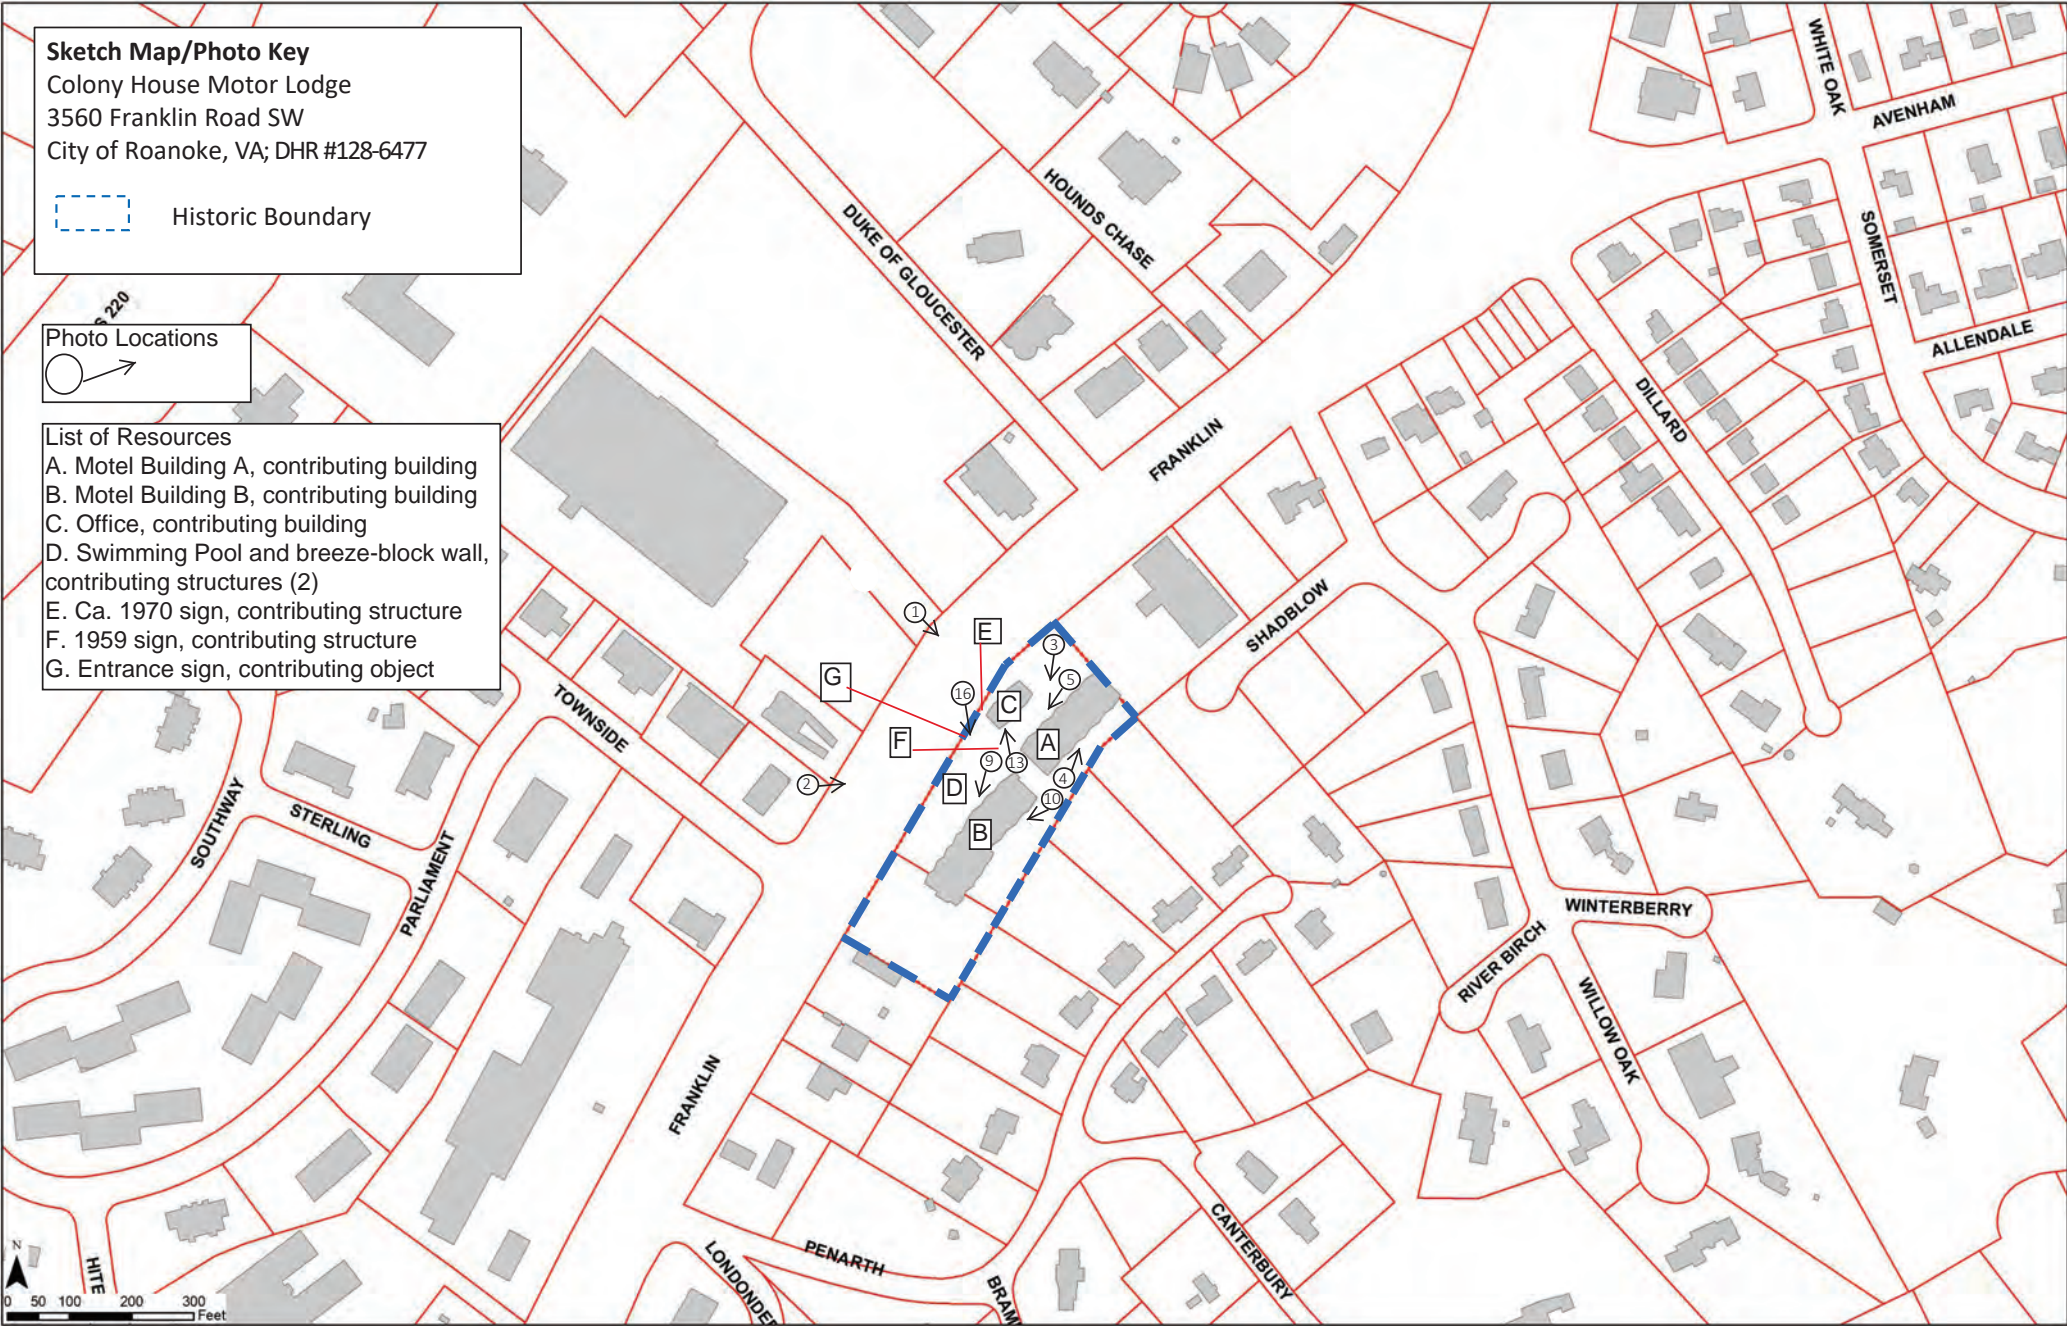 Sketch Map/Photo Key
Colony House Motor Lodge
3560 Franklin Road SW
City of Roanoke, VA; DHR #128-6477
Historic Boundary
S 220
Photo Locations
List of Resources
A. Motel Building A, contributing building
B. Motel Building B, contributing building
C. Office, contributing building
D. Swimming Pool and breeze-block wall,
contributing structures (2)
E. Ca. 1970 sign, contributing structure
F. 1959 sign, contributing structure
G. Entrance sign, contributing object
WHITE OAK
AVENHAM
HOUNDS CHASE
DUKE OF GLOUCESTER
SOMERSET
ALLENDALE
DILLARD
FRANKLIN
SHADBLOW
1
E
3
G
16
5
C
F
A
9
13
4
2
D
10
B
TOWNSIDE
SOUTHWAY
STERLING
PARLIAMENT
WINTERBERRY
RIVER BIRCH
WILLOW OAK
FRANKLIN
CANTERBURY
PENARTH
LONDONDER
BRAM
HITE
N
0 50 100 200 300
Feet